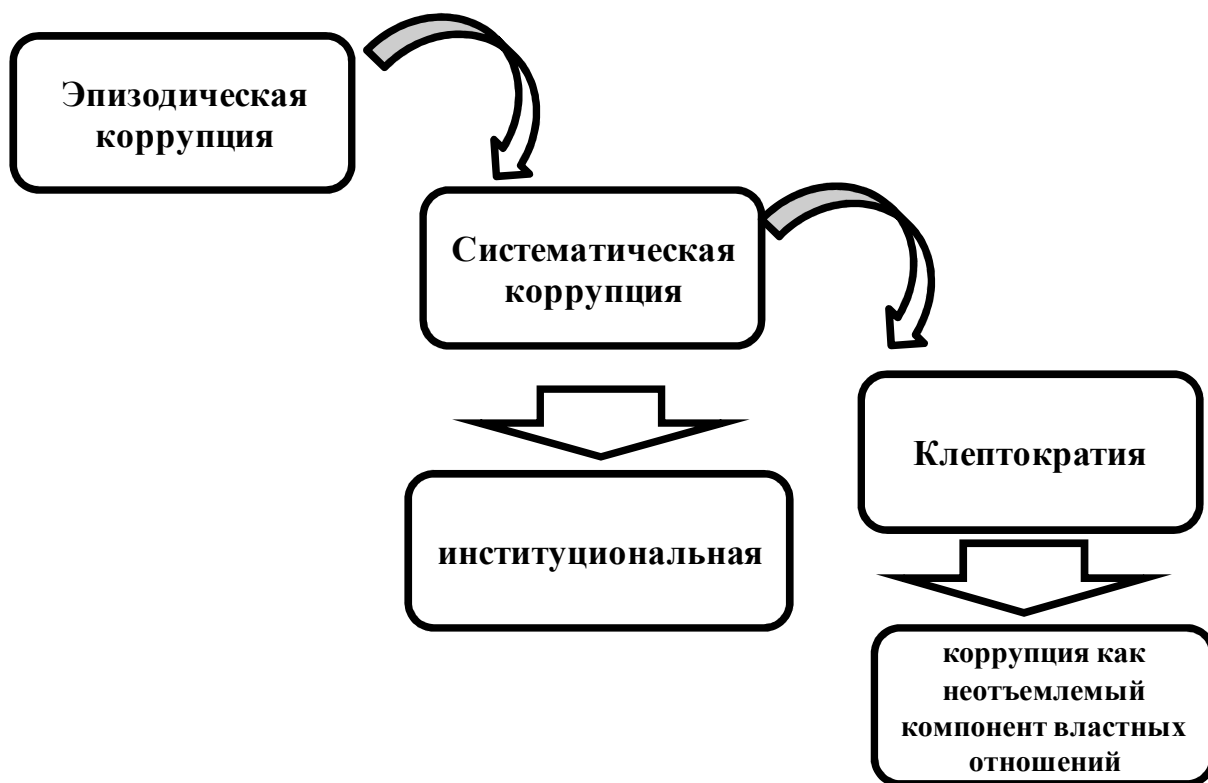 Эпизодическая
коррупция
Систематическая
коррупция
Клептократия
институциональная
коррупция как
неотъемлемый
компонент властных
отношений